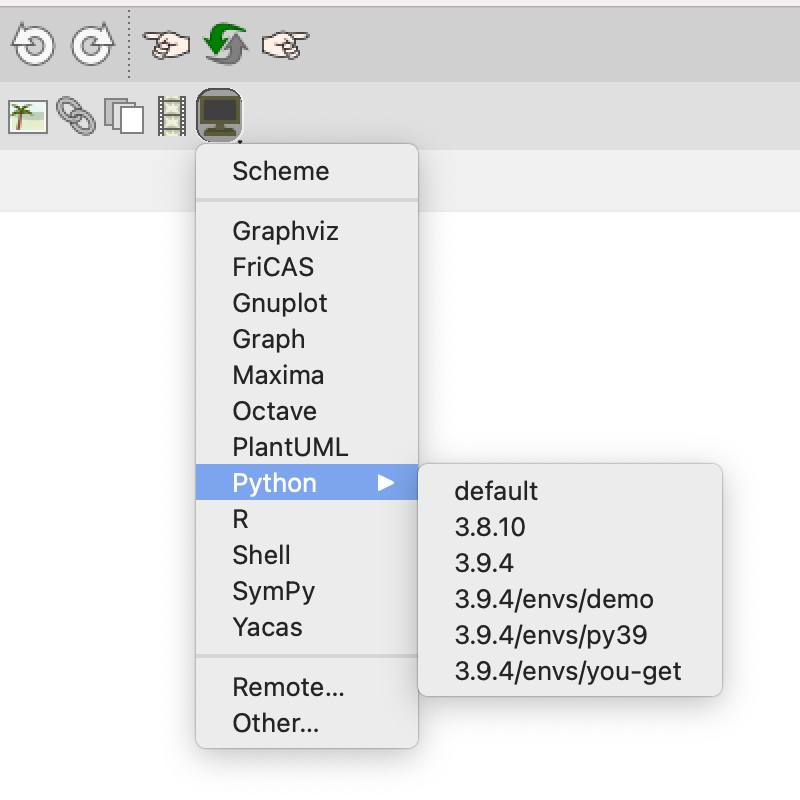 Scheme
Graphviz
FriCAS
Gnuplot
Graph
Maxima
Octave
PlantUML
Python
R
Shell
SymPy
Yacas
Remote...
Other...
default
3.8.10
3.9.4
3.9.4/envs/demo
3.9.4/envs/py39
3.9.4/envs/you-get